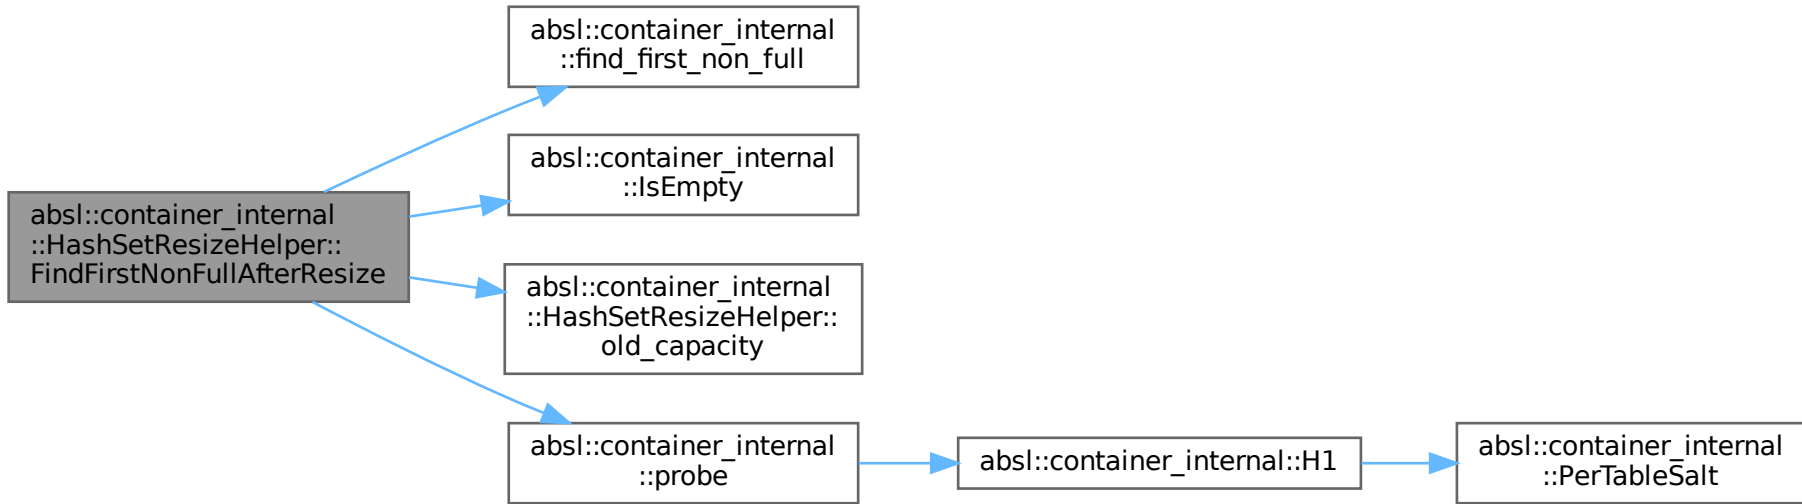 absl::container_internal
::HashSetResizeHelper::
FindFirstNonFullAfterResize
absl::container_internal
::find_first_non_full
absl::container_internal
::IsEmpty
absl::container_internal
::HashSetResizeHelper::
old_capacity
absl::container_internal
::probe
absl::container_internal::H1
absl::container_internal
::PerTableSalt